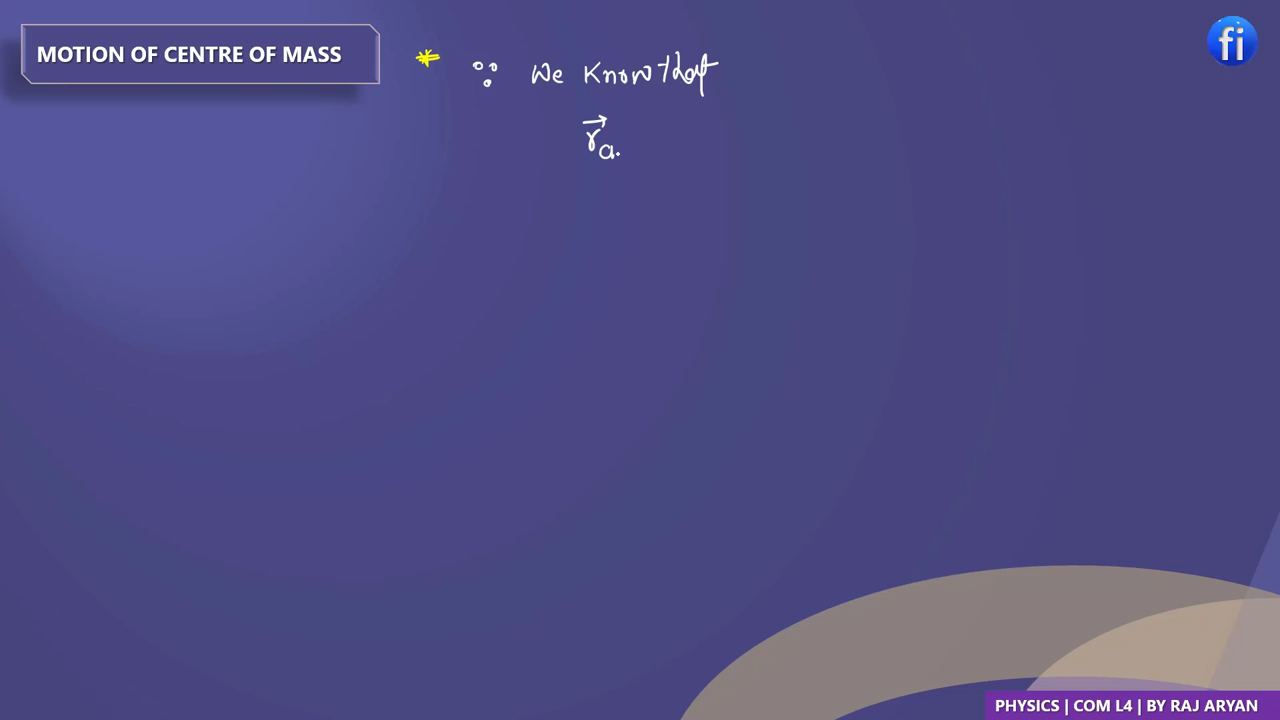 MOTION OF CENTRE OF MASS
* ∵ We Know that
fi
r⃗a.
PHYSICS | COM L4 | BY RAJ ARYAN